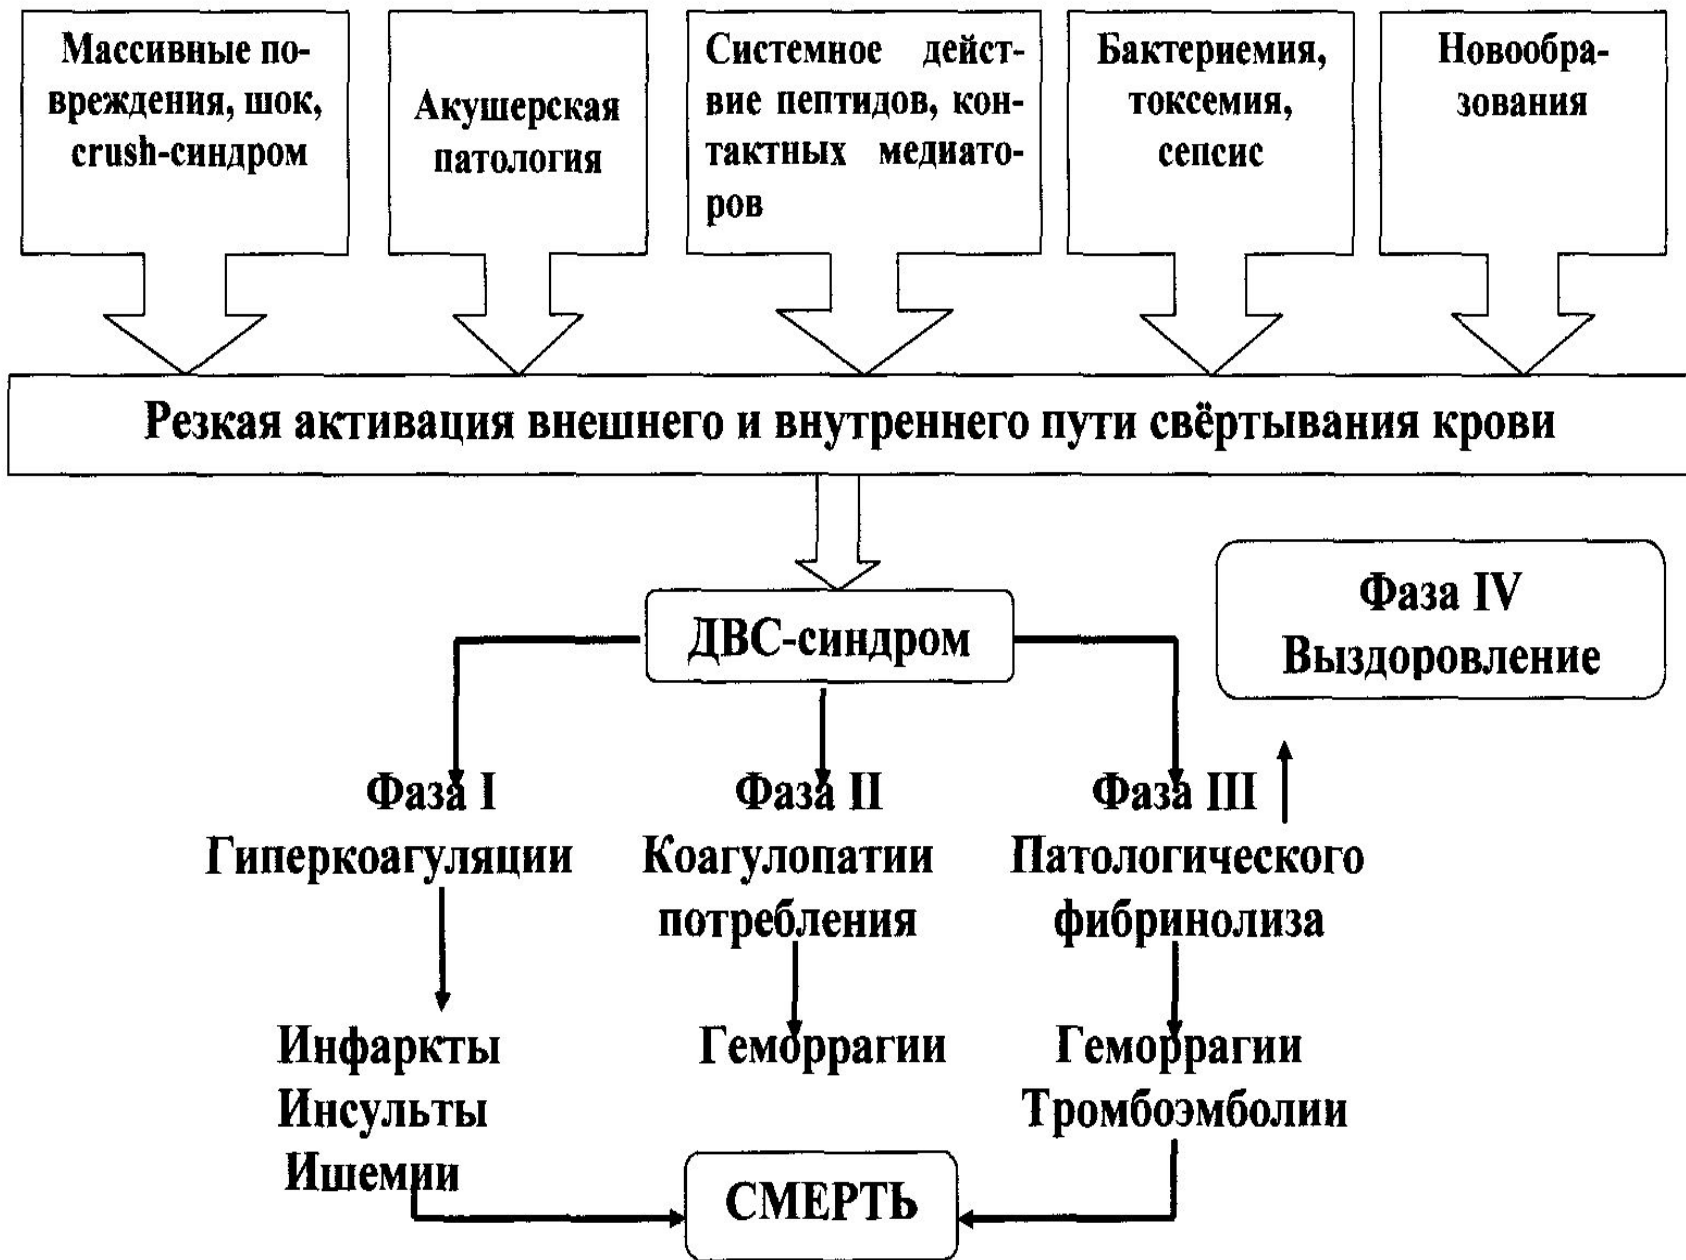 Массивные по-
вреждения, шок,
crush-синдром
Акушерская
патология
Системное дейст-
вие пептидов, кон-
тактных медиато-
ров
Бактериемия,
токсемия,
сепсис
Новообра-
зования
Резкая активация внешнего и внутреннего пути свёртывания крови
ДВС-синдром
Фаза IV
Выздоровление
Фаза I
Гиперкоагуляции
Фаза II
Коагулопатии
потребления
Фаза III
Патологического
фибринолиза
Инфаркты
Инсульты
Ишемии
Геморрагии
Геморрагии
Тромбоэмболии
СМЕРТЬ